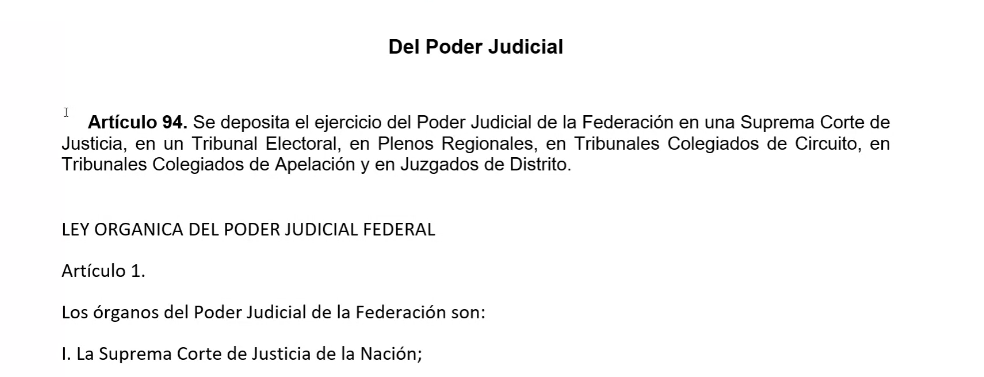 Del Poder Judicial
Artículo 94. Se deposita el ejercicio del Poder Judicial de la Federación en una Suprema Corte de
Justicia, en un Tribunal Electoral, en Plenos Regionales, en Tribunales Colegiados de Circuito, en
Tribunales Colegiados de Apelación y en Juzgados de Distrito.
LEY ORGANICA DEL PODER JUDICIAL FEDERAL
Artículo 1.
Los órganos del Poder Judicial de la Federación son:
I. La Suprema Corte de Justicia de la Nación;